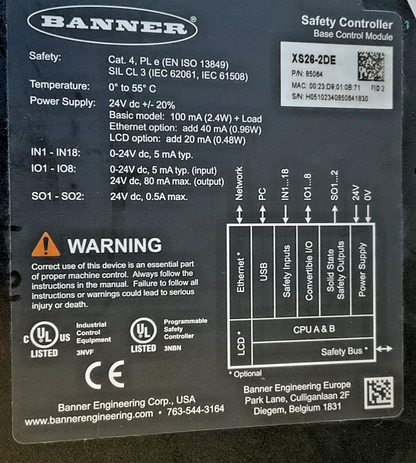 BANNER
Safety Controller
Base Control Module
Safety: Cat. 4, PL e (EN ISO 13849)
SIL CL 3 (IEC 62061, IEC 61508)
Temperature: 0° to 55° C
Power Supply: 24V dc +/- 20%
Basic model: 100 mA (2.4W) + Load
Ethernet option: add 40 mA (0.96W)
LCD option: add 20 mA (0.48W)
IN1 - IN18: 0-24V dc, 5 mA typ.
IO1 - IO8: 0-24V dc, 5 mA typ. (input)
24V dc, 80 mA max. (output)
SO1 - SO2: 24V dc, 0.5A max.
XS26-2DE
P/N: 85064
MAC: 00:23:D9:01:0B:71 FID 2
S/N: H05102340850841630
Network
PC
IN1...18
IO1...8
SO1...2
24V
0V
Ethernet*
USB
Safety Inputs
Convertible I/O
Solid State
Safety Outputs
Power Supply
LCD*
CPU A & B
Safety Bus*
* Optional
WARNING
Correct use of this device is an essential part
of proper machine control. Always follow the
instructions in the manual. Failure to follow all
instructions or warnings could lead to serious
injury or death.
C UL US
LISTED
Industrial
Control
Equipment
3NVF
UL
LISTED
Programmable
Safety
Controller
3NBN
CE
Banner Engineering Corp., USA
www.bannerengineering.com * 763-544-3164
Banner Engineering Europe
Park Lane, Culliganlaan 2F
Diegem, Belgium 1831